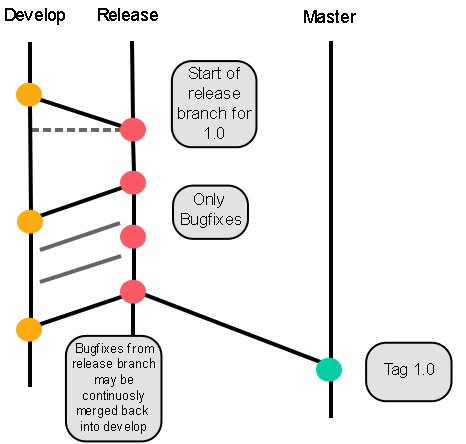 Develop Release Master
Start of
release
branch for
1.0
Only
Bugfixes
Bugfixes from
release branch
may be
continuosly
merged back
into develop
Tag 1.0